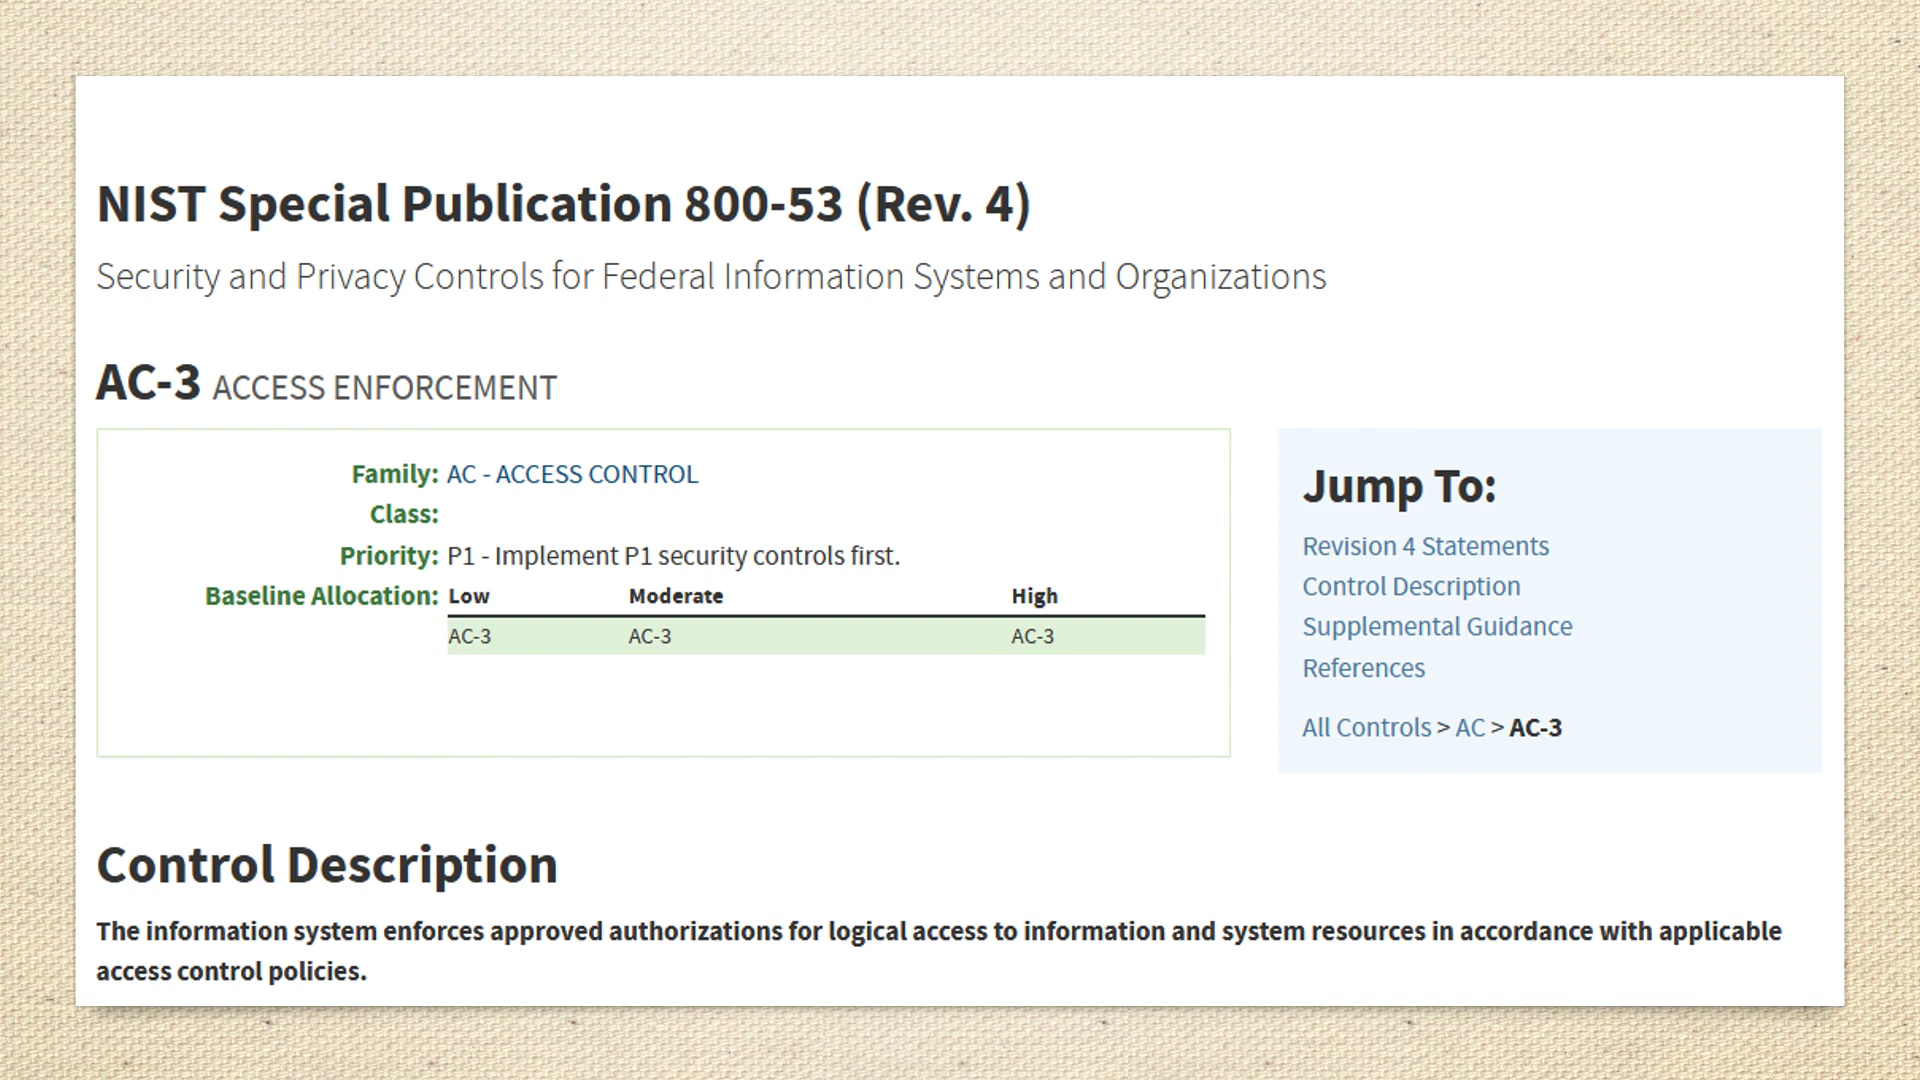 NIST Special Publication 800-53 (Rev. 4)
Security and Privacy Controls for Federal Information Systems and Organizations
AC-3 ACCESS ENFORCEMENT
Family: AC - ACCESS CONTROL
Class:
Priority: P1 - Implement P1 security controls first.
Baseline Allocation: Low Moderate High
AC-3 AC-3 AC-3
Jump To:
Revision 4 Statements
Control Description
Supplemental Guidance
References
All Controls > AC > AC-3
Control Description
The information system enforces approved authorizations for logical access to information and system resources in accordance with applicable
access control policies.